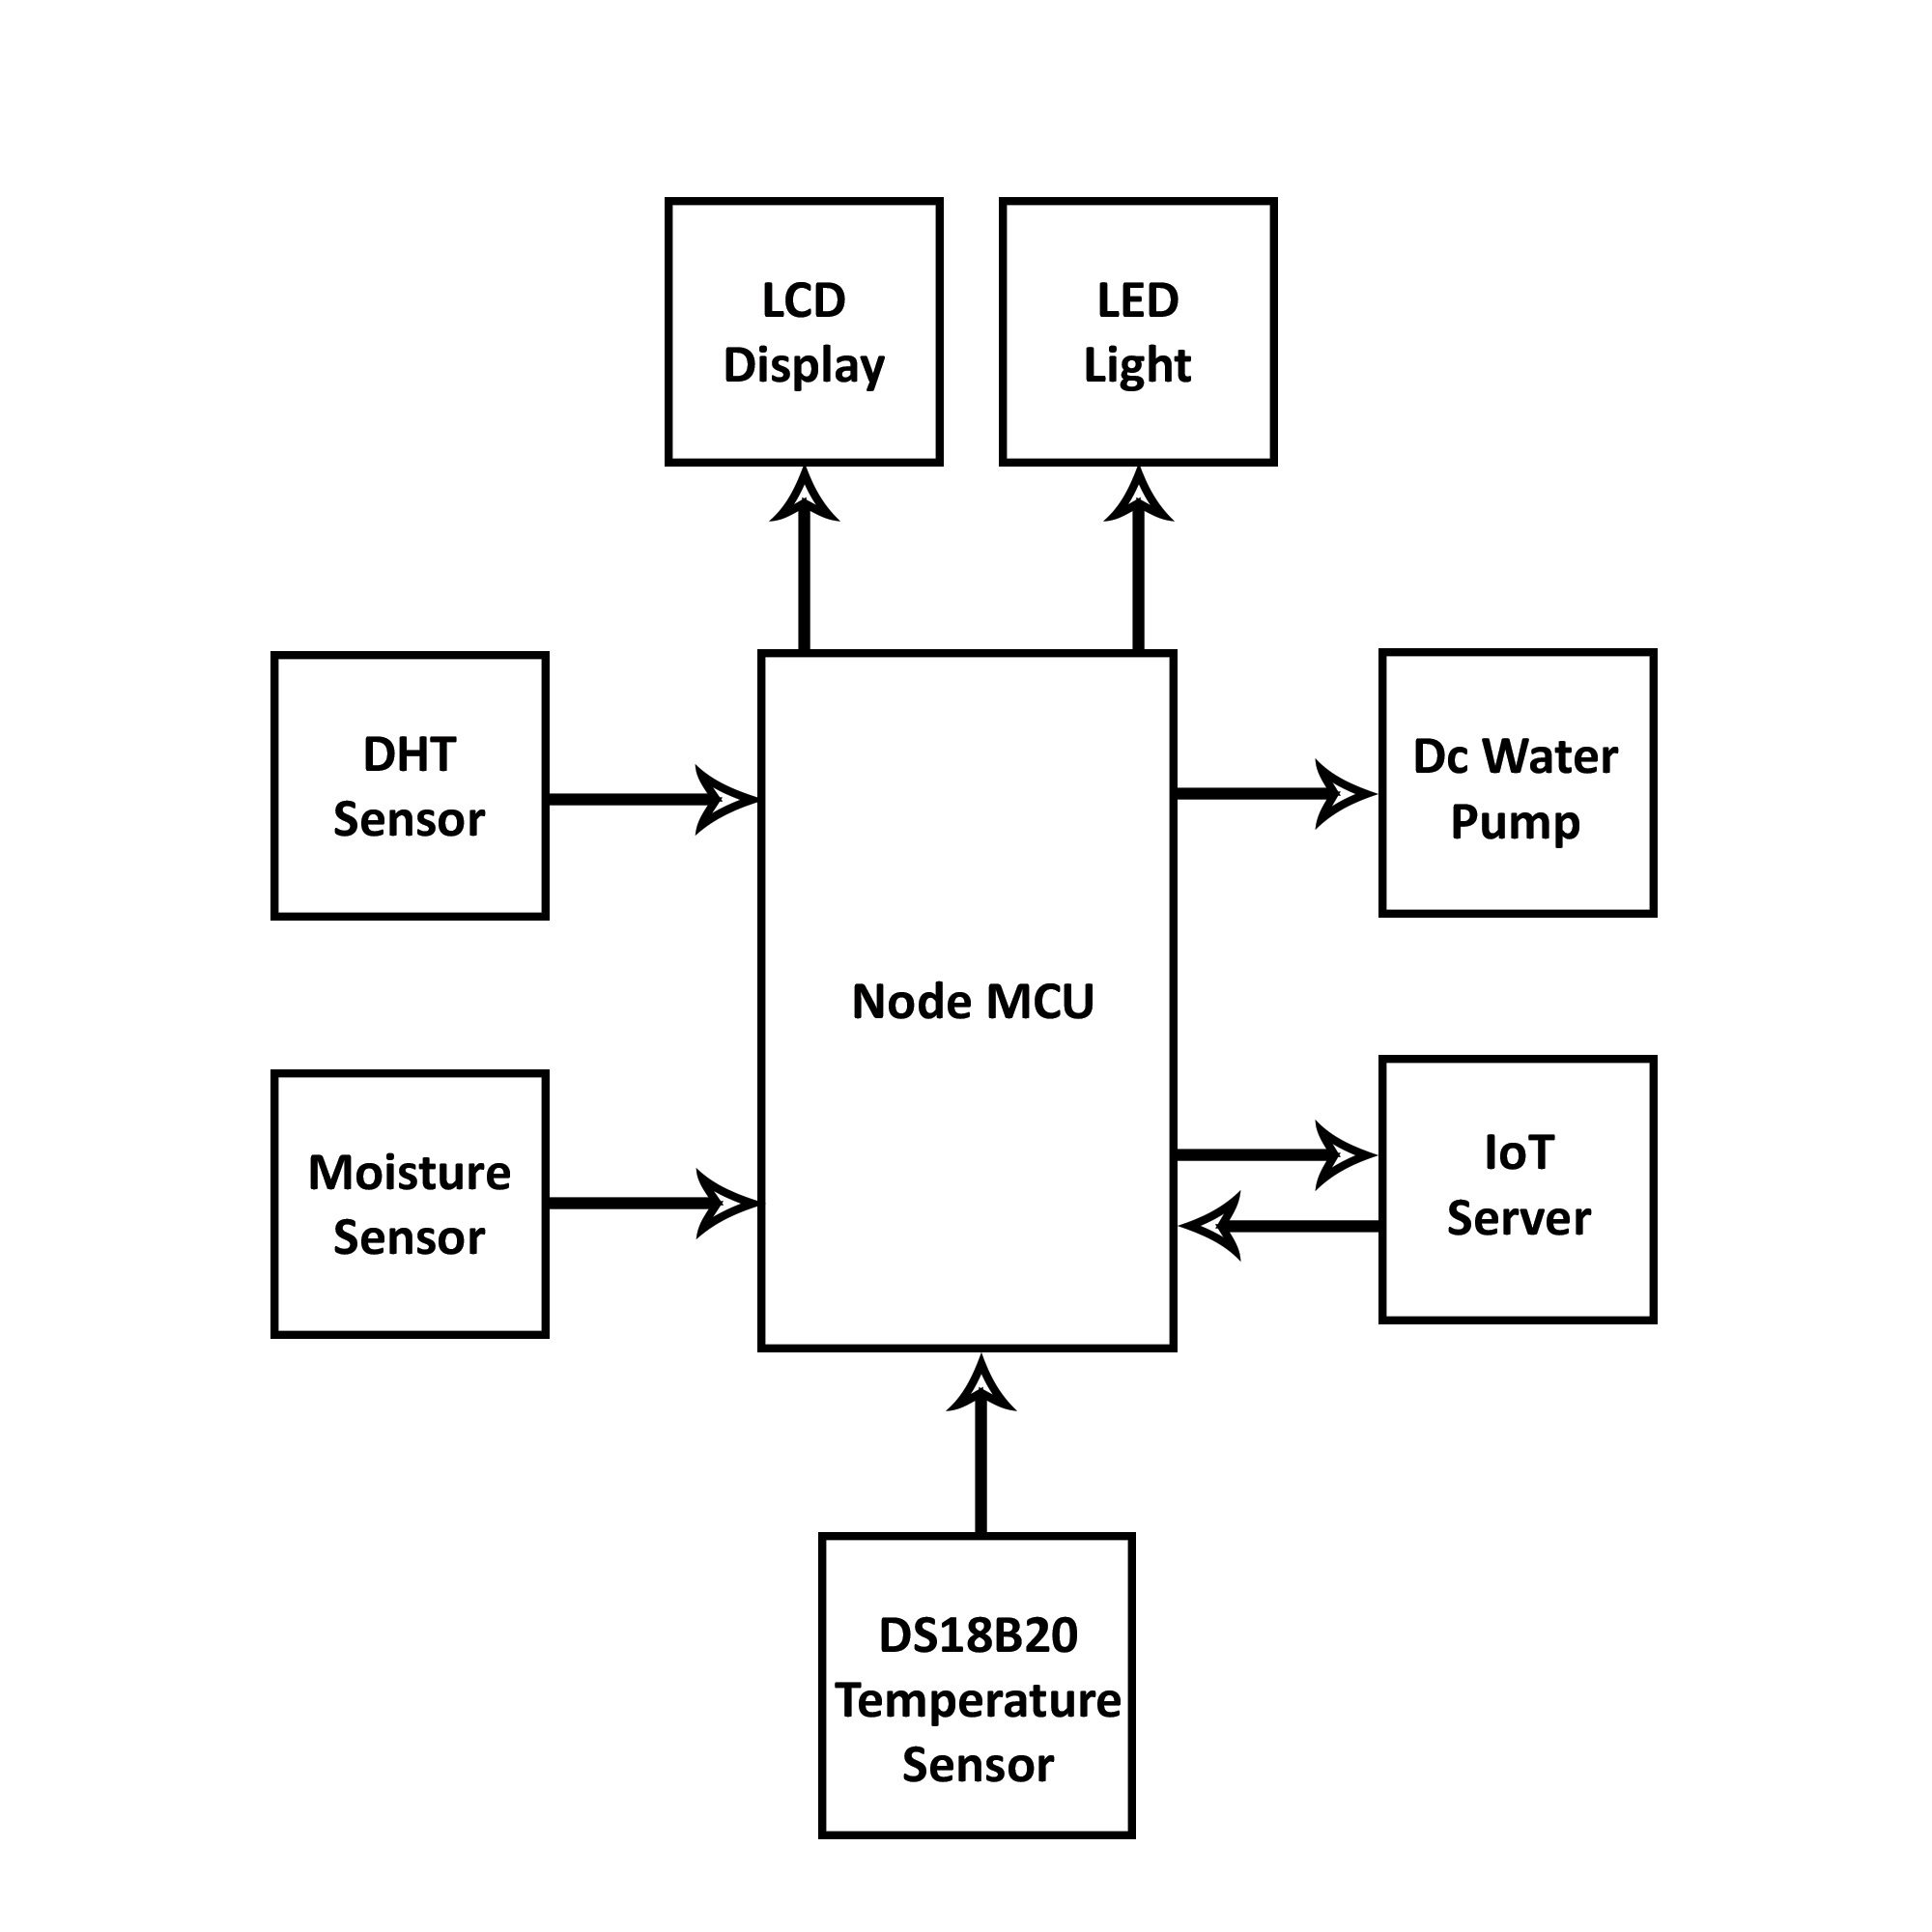 LCD
Display
LED
Light
DHT
Sensor
Dc Water
Pump
Node MCU
Moisture
Sensor
IoT
Server
DS18B20
Temperature
Sensor